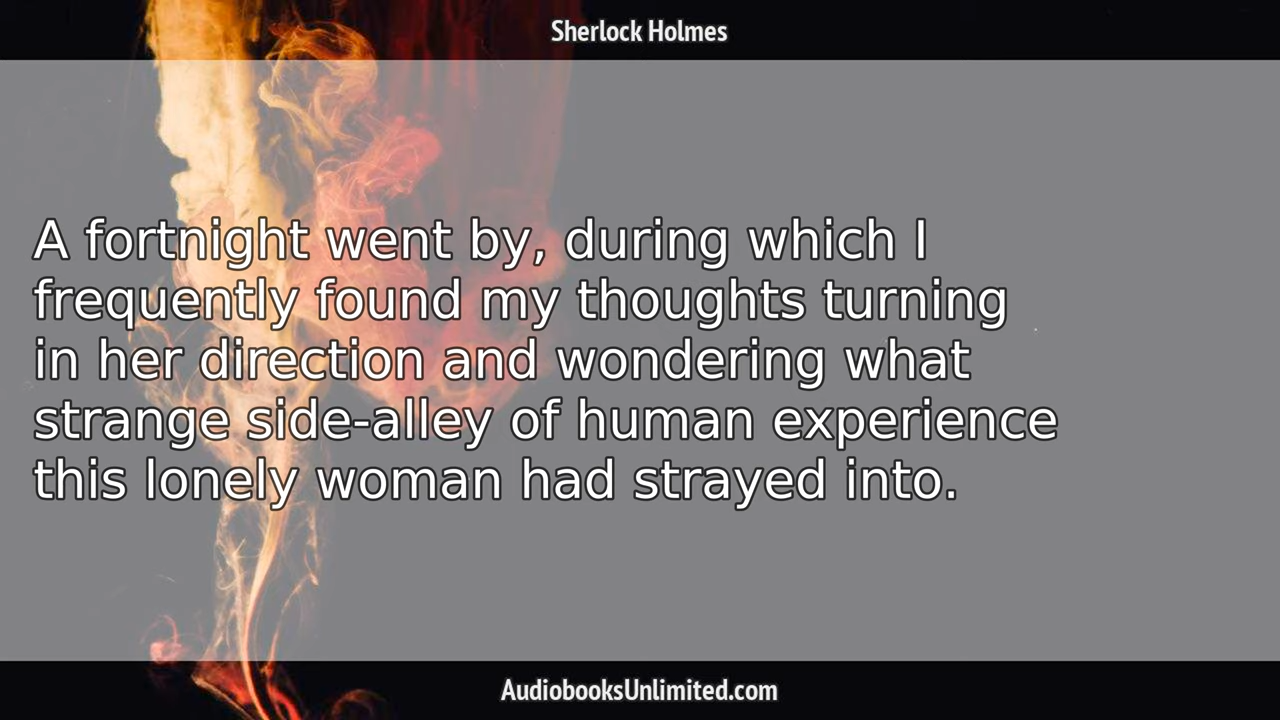 Sherlock Holmes
A fortnight went by, during which I
frequently found my thoughts turning
in her direction and wondering what
strange side-alley of human experience
this lonely woman had strayed into.
AudiobooksUnlimited.com